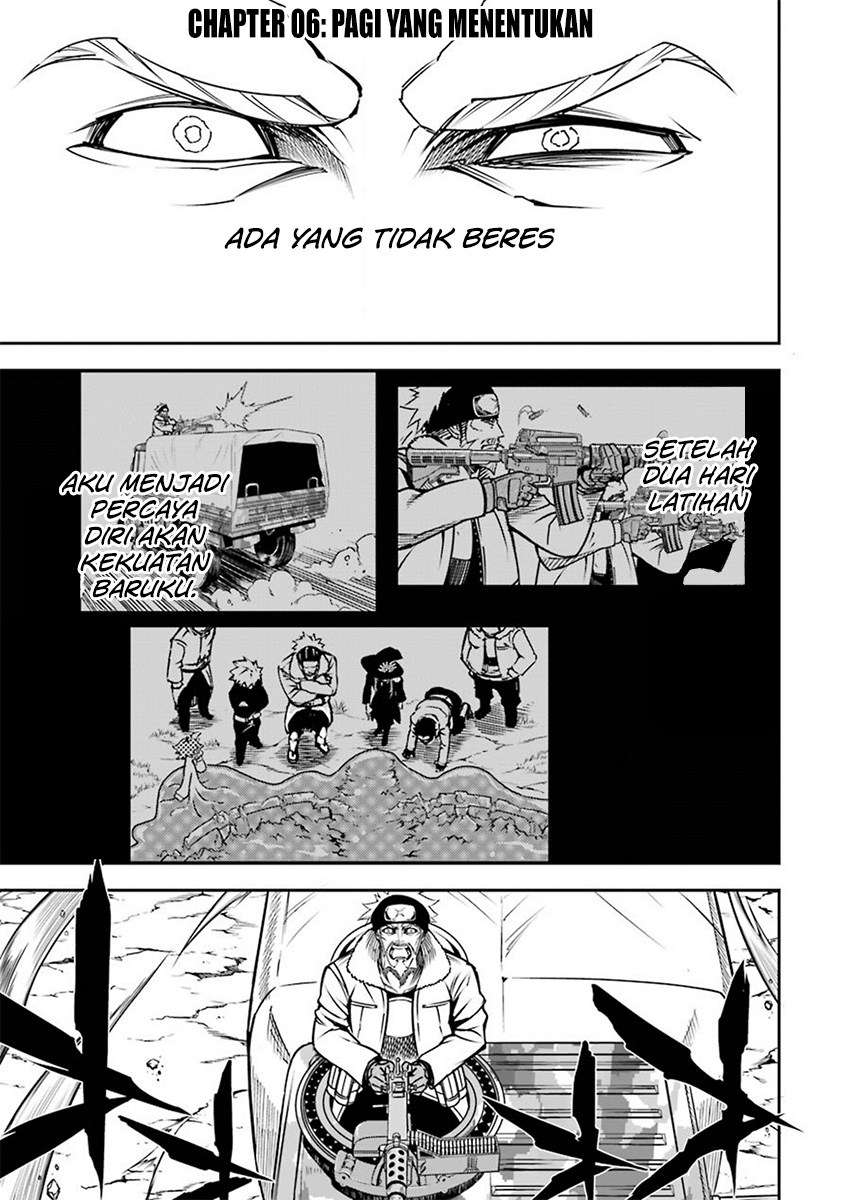 CHAPTER 06: PAGI YANG MENENTUKAN
ADA YANG TIDAK BERES
SETELAH
DUA HARI
LATIHAN
AKU MENJADI
PERCAYA
DIRI AKAN
KEKUATAN
BARUKU.